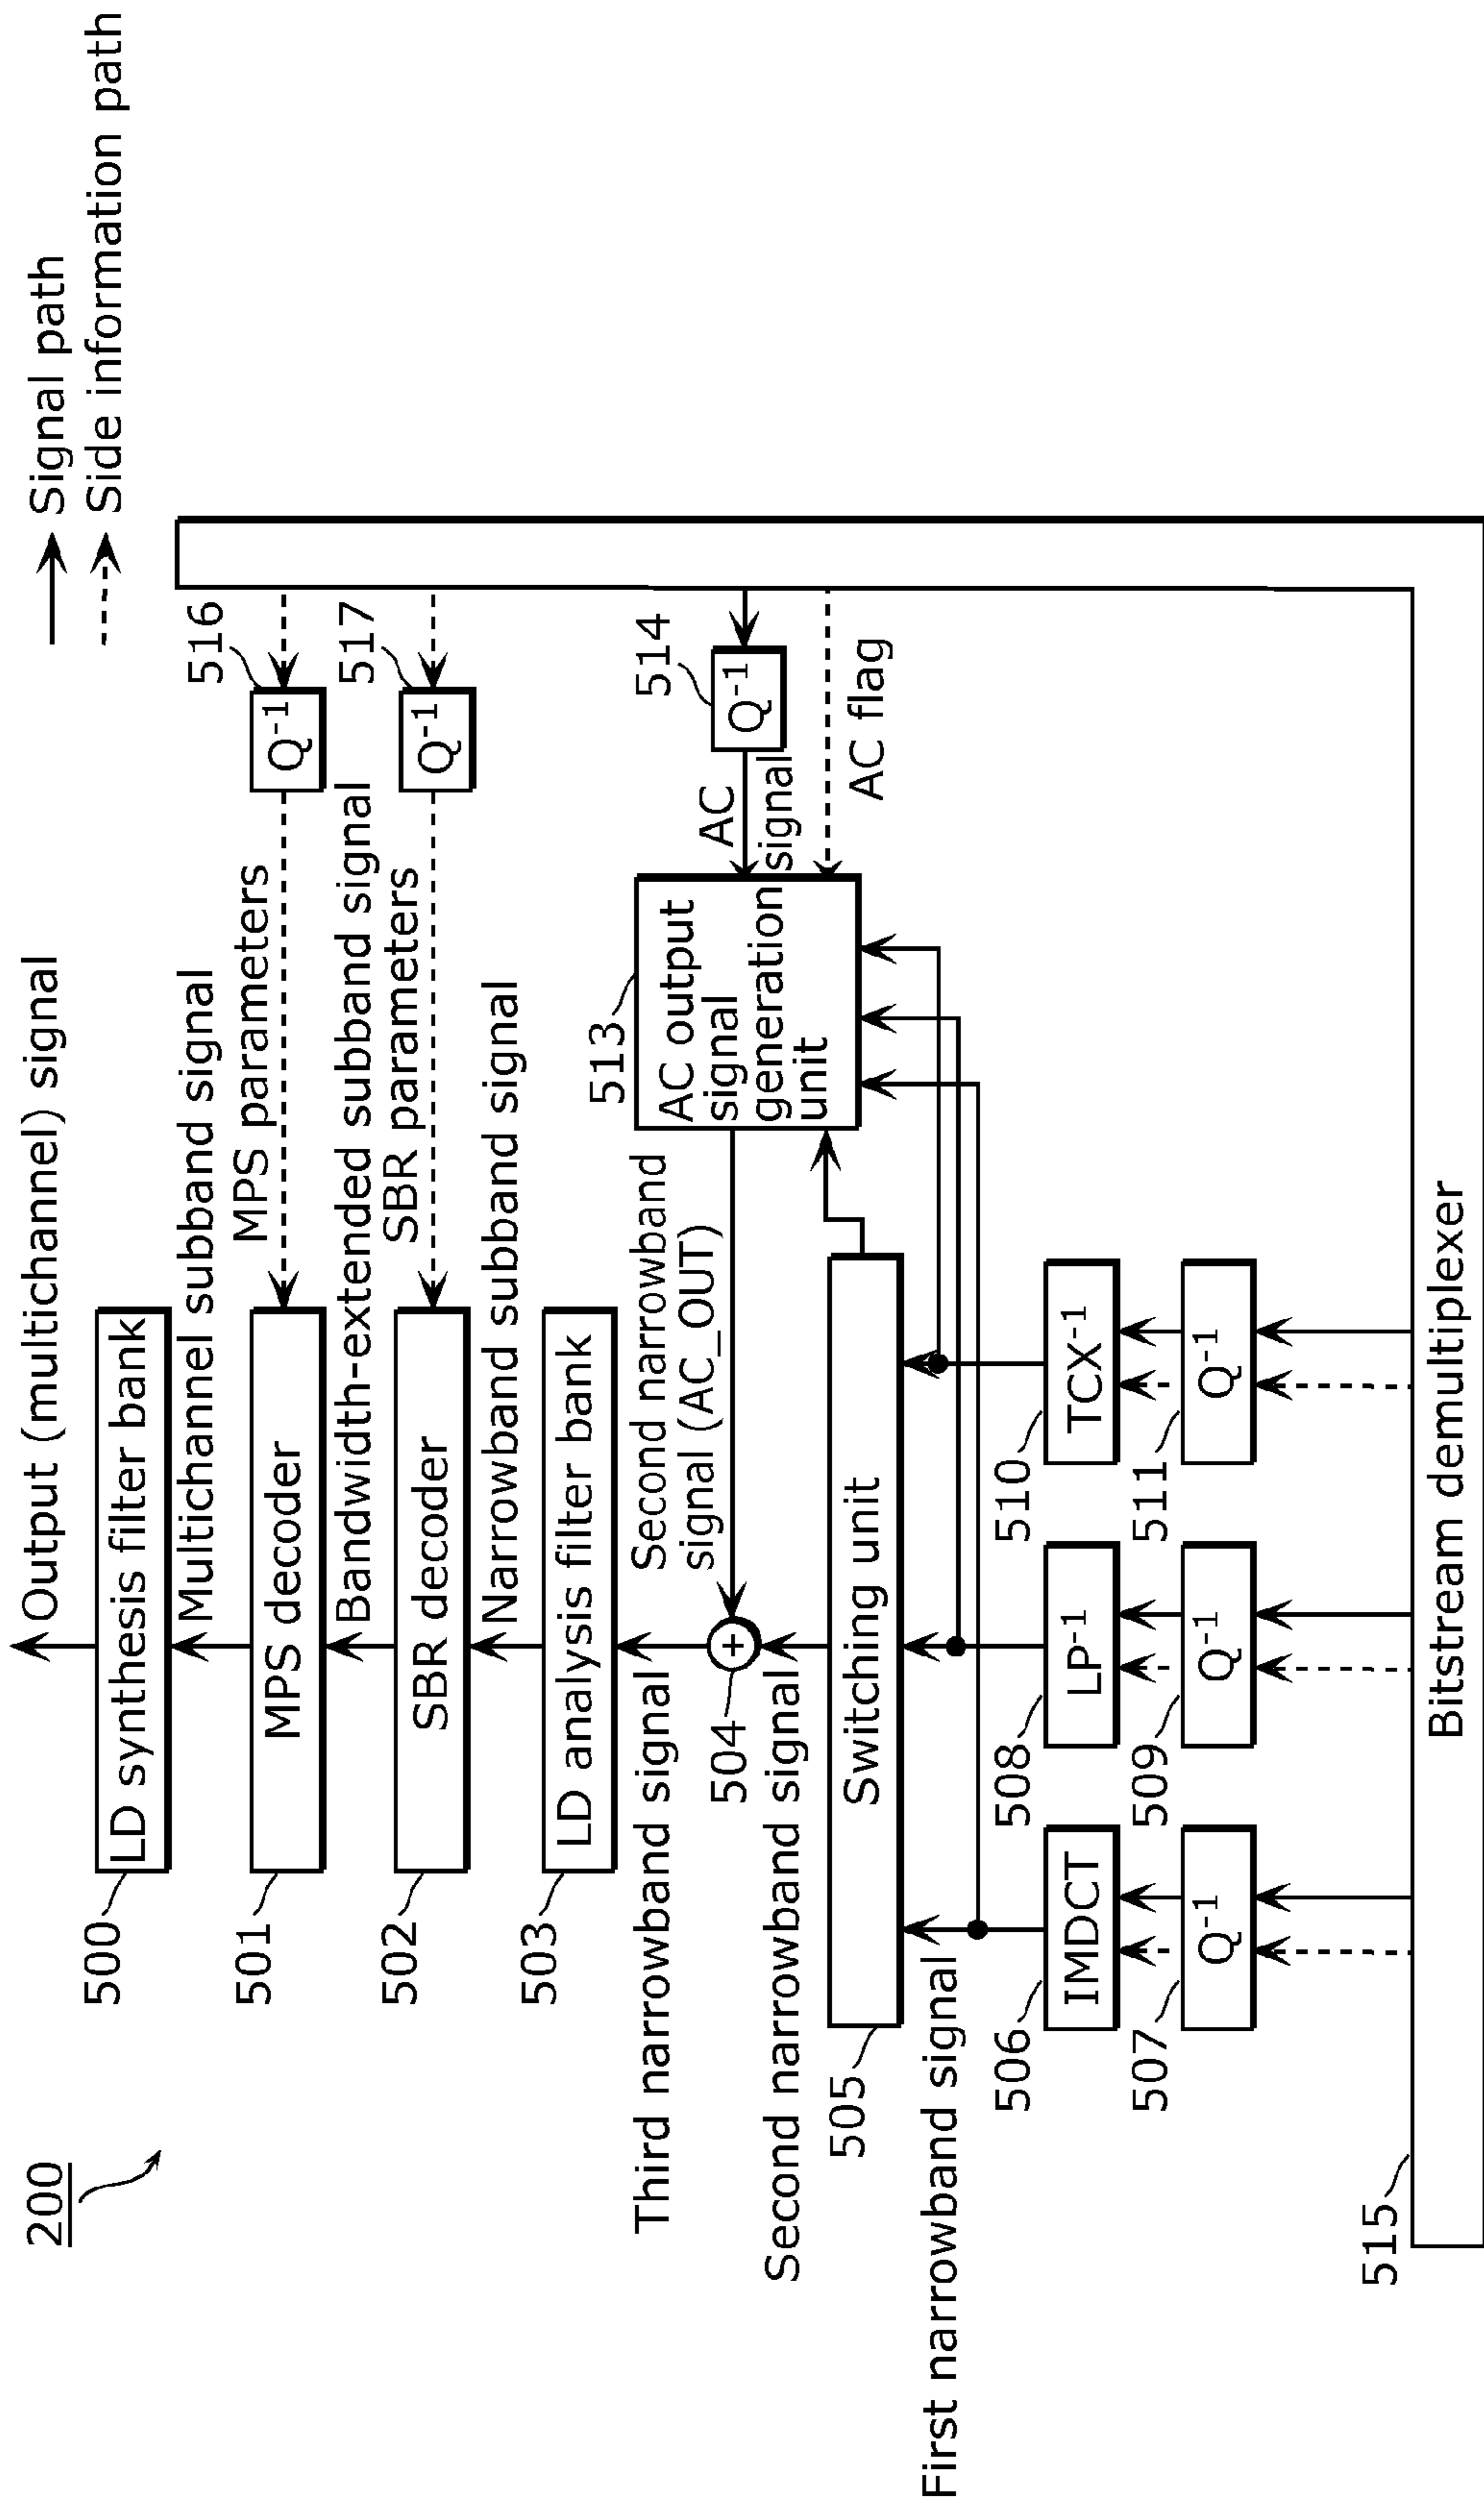 200
Output (multichannel) signal
Signal path
Side information path
500
LD synthesis filter bank
Multichannel subband signal
516
Q-1
MPS parameters
501
MPS decoder
Bandwidth-extended subband signal
517
Q-1
SBR parameters
502
SBR decoder
Narrowband subband signal
503
LD analysis filter bank
Third narrowband signal
504
+
Second narrowband
signal (AC_OUT)
513
AC output
signal
generation
unit
514
Q-1
AC
signal
AC flag
Second narrowband signal
505
Switching unit
First narrowband signal
506
IMDCT
508
LP-1
510
TCX-1
507
Q-1
509
Q-1
511
Q-1
515
Bitstream demultiplexer